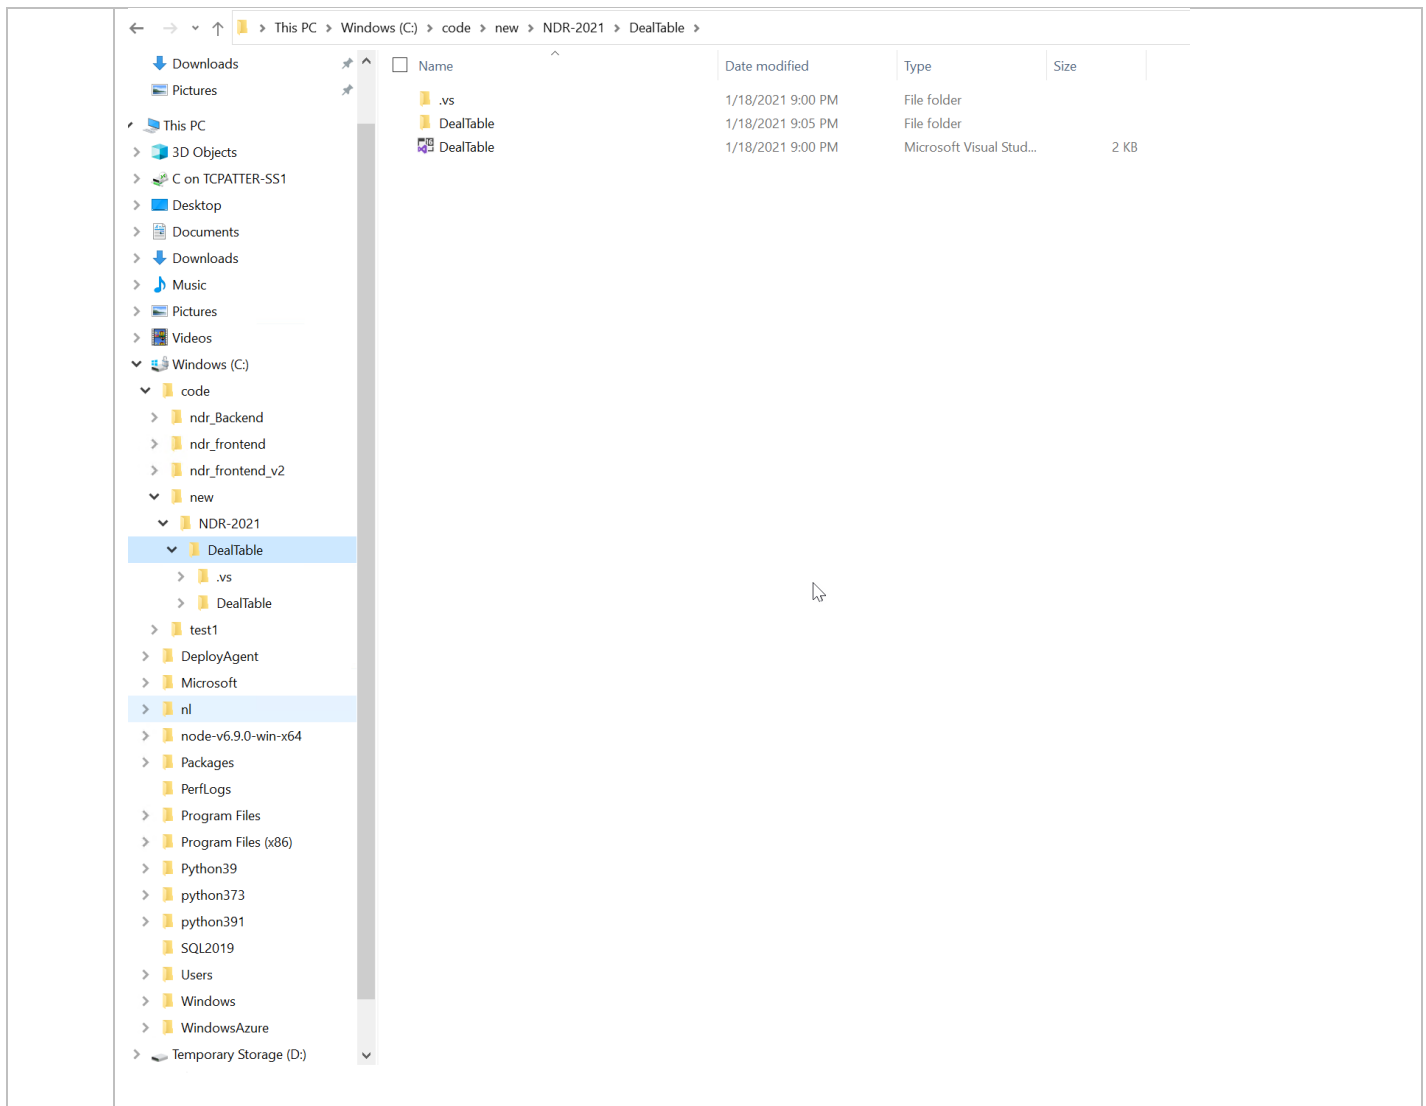 This PC > Windows (C:) > code > new > NDR-2021 > DealTable >
Downloads
Pictures
This PC
3D Objects
C on TCPATTER-SS1
Desktop
Documents
Downloads
Music
Pictures
Videos
Windows (C:)
code
ndr_Backend
ndr_frontend
ndr_frontend_v2
new
NDR-2021
DealTable
.vs
DealTable
test1
DeployAgent
Microsoft
nl
node-v6.9.0-win-x64
Packages
PerfLogs
Program Files
Program Files (x86)
Python39
python373
python391
SQL2019
Users
Windows
WindowsAzure
Temporary Storage (D:)
Name Date modified Type Size
.vs 1/18/2021 9:00 PM File folder
DealTable 1/18/2021 9:05 PM File folder
DealTable 1/18/2021 9:00 PM Microsoft Visual Stud... 2 KB